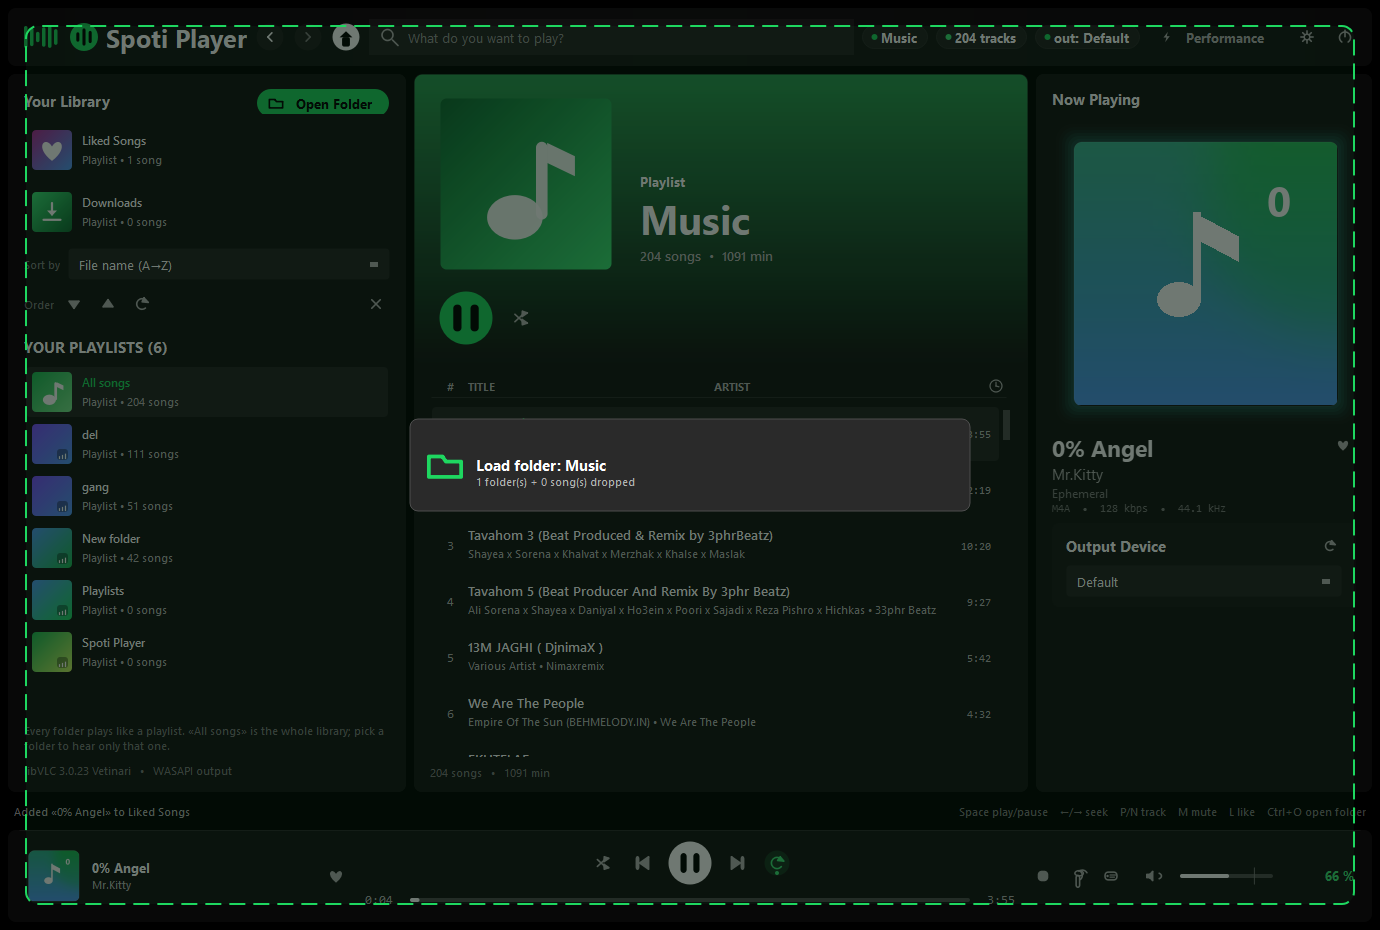 Spoti Player
What do you want to play?
Music
204 tracks
out: Default
Performance
Your Library
Open Folder
Liked Songs
Playlist • 1 song
Downloads
Playlist • 0 songs
Sort by
File name (A→Z)
Order
YOUR PLAYLISTS (6)
All songs
Playlist • 204 songs
del
Playlist • 111 songs
gang
Playlist • 51 songs
New folder
Playlist • 42 songs
Playlists
Playlist • 0 songs
Spoti Player
Playlist • 0 songs
Every folder plays like a playlist. «All songs» is the whole library; pick a
folder to hear only that one.
libVLC 3.0.23 Vetinari • WASAPI output
Playlist
Music
204 songs • 1091 min
# TITLE ARTIST
3:55
2:19
Load folder: Music
1 folder(s) + 0 song(s) dropped
3 Tavahom 3 (Beat Produced & Remix by 3phrBeatz) 10:20
Shayea x Sorena x Khalvat x Merzhak x Khalse x Maslak
4 Tavahom 5 (Beat Producer And Remix By 3phr Beatz) 9:27
Ali Sorena x Shayea x Daniyal x Ho3ein x Poori x Sajadi x Reza Pishro x Hichkas • 33phr Beatz
5 13M JAGHI ( DjnimaX ) 5:42
Various Artist • Nimaxremix
6 We Are The People 4:32
Empire Of The Sun (BEHMELODY.IN) • We Are The People
204 songs • 1091 min
Now Playing
0
0% Angel
Mr.Kitty
Ephemeral
M4A • 128 kbps • 44.1 kHz
Output Device
Default
Added «0% Angel» to Liked Songs
Space play/pause ←/→ seek P/N track M mute L like Ctrl+O open folder
0
0% Angel
Mr.Kitty
0:04
3:55
66 %